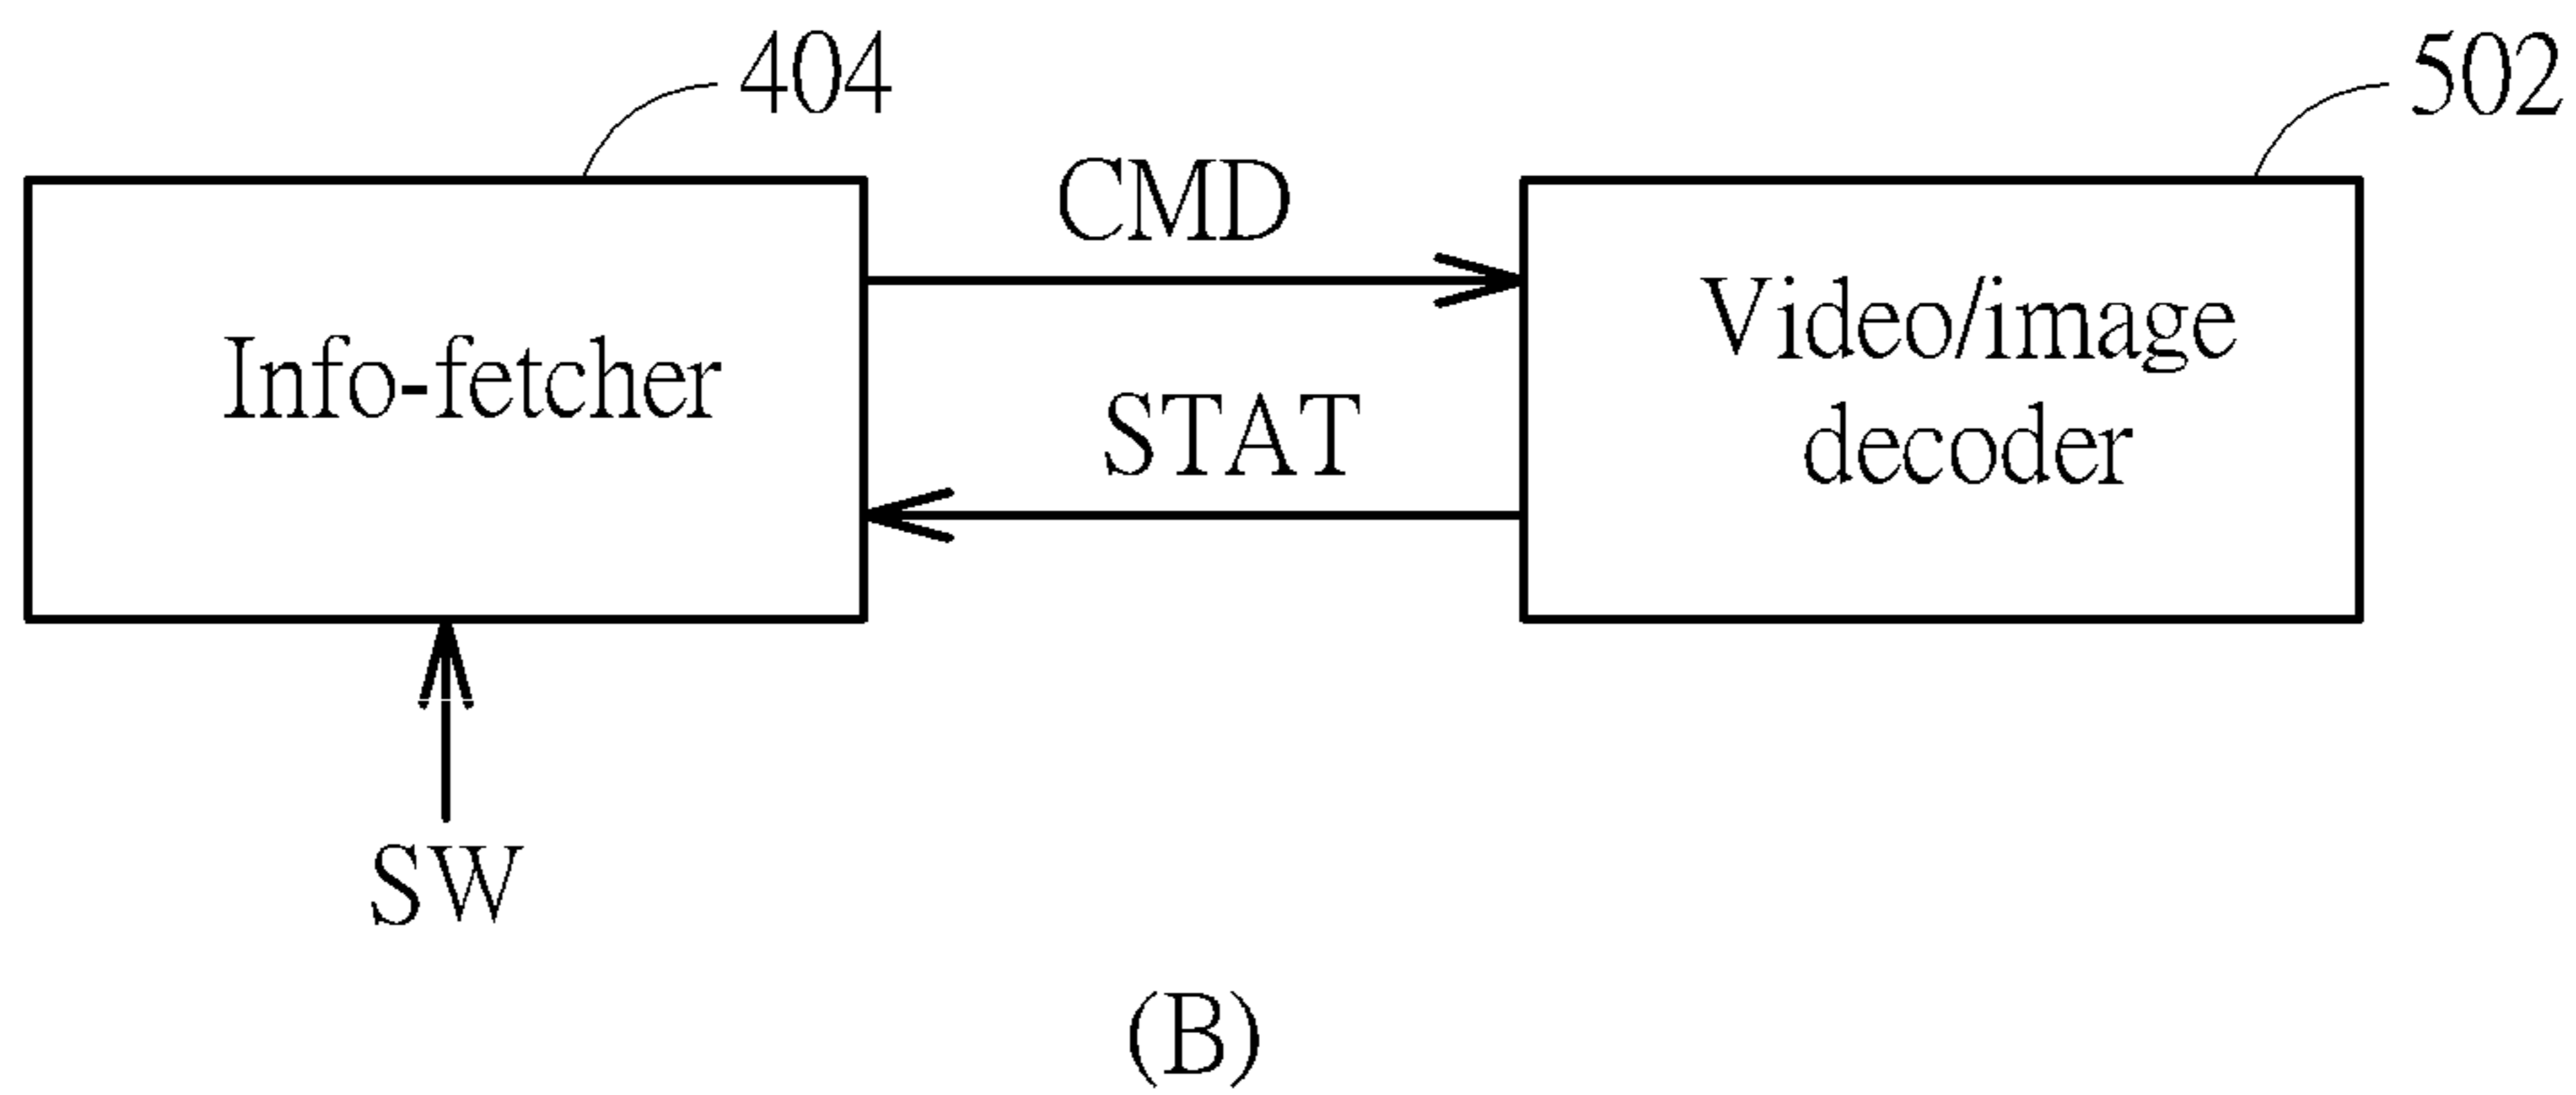 404
502
CMD
Info-fetcher
Video/image
decoder
STAT
SW
(B)